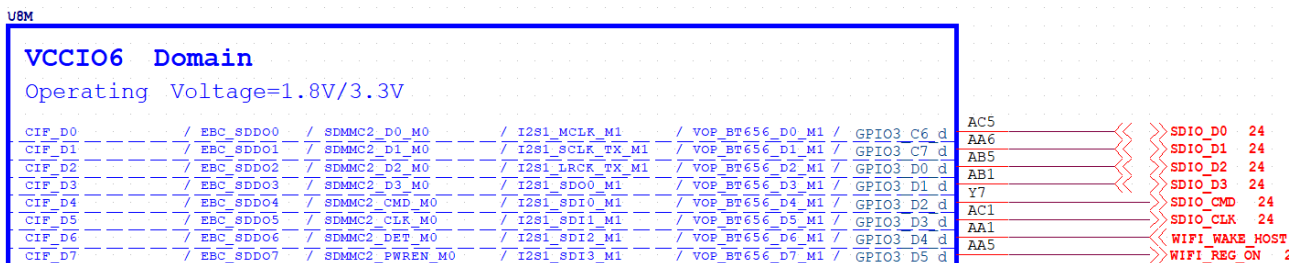 U8M
VCCIO6 Domain
Operating Voltage=1.8V/3.3V
CIF_D0 / EBC_SDDO0 / SDMMC2_D0_M0 / I2S1_MCLK_M1 / VOP_BT656_D0_M1 / GPIO3_C6_d AC5 SDIO_D0 24
CIF_D1 / EBC_SDDO1 / SDMMC2_D1_M0 / I2S1_SCLK_TX_M1 / VOP_BT656_D1_M1 / GPIO3_C7_d AA6 SDIO_D1 24
CIF_D2 / EBC_SDDO2 / SDMMC2_D2_M0 / I2S1_LRCK_TX_M1 / VOP_BT656_D2_M1 / GPIO3_D0_d AB5 SDIO_D2 24
CIF_D3 / EBC_SDDO3 / SDMMC2_D3_M0 / I2S1_SDO0_M1 / VOP_BT656_D3_M1 / GPIO3_D1_d AB1 SDIO_D3 24
CIF_D4 / EBC_SDDO4 / SDMMC2_CMD_M0 / I2S1_SDI0_M1 / VOP_BT656_D4_M1 / GPIO3_D2_d Y7 SDIO_CMD 24
CIF_D5 / EBC_SDDO5 / SDMMC2_CLK_M0 / I2S1_SDI1_M1 / VOP_BT656_D5_M1 / GPIO3_D3_d AC1 SDIO_CLK 24
CIF_D6 / EBC_SDDO6 / SDMMC2_DET_M0 / I2S1_SDI2_M1 / VOP_BT656_D6_M1 / GPIO3_D4_d AA1 WIFI_WAKE_HOST
CIF_D7 / EBC_SDDO7 / SDMMC2_PWREN_M0 / I2S1_SDI3_M1 / VOP_BT656_D7_M1 / GPIO3_D5_d AA5 WIFI_REG_ON